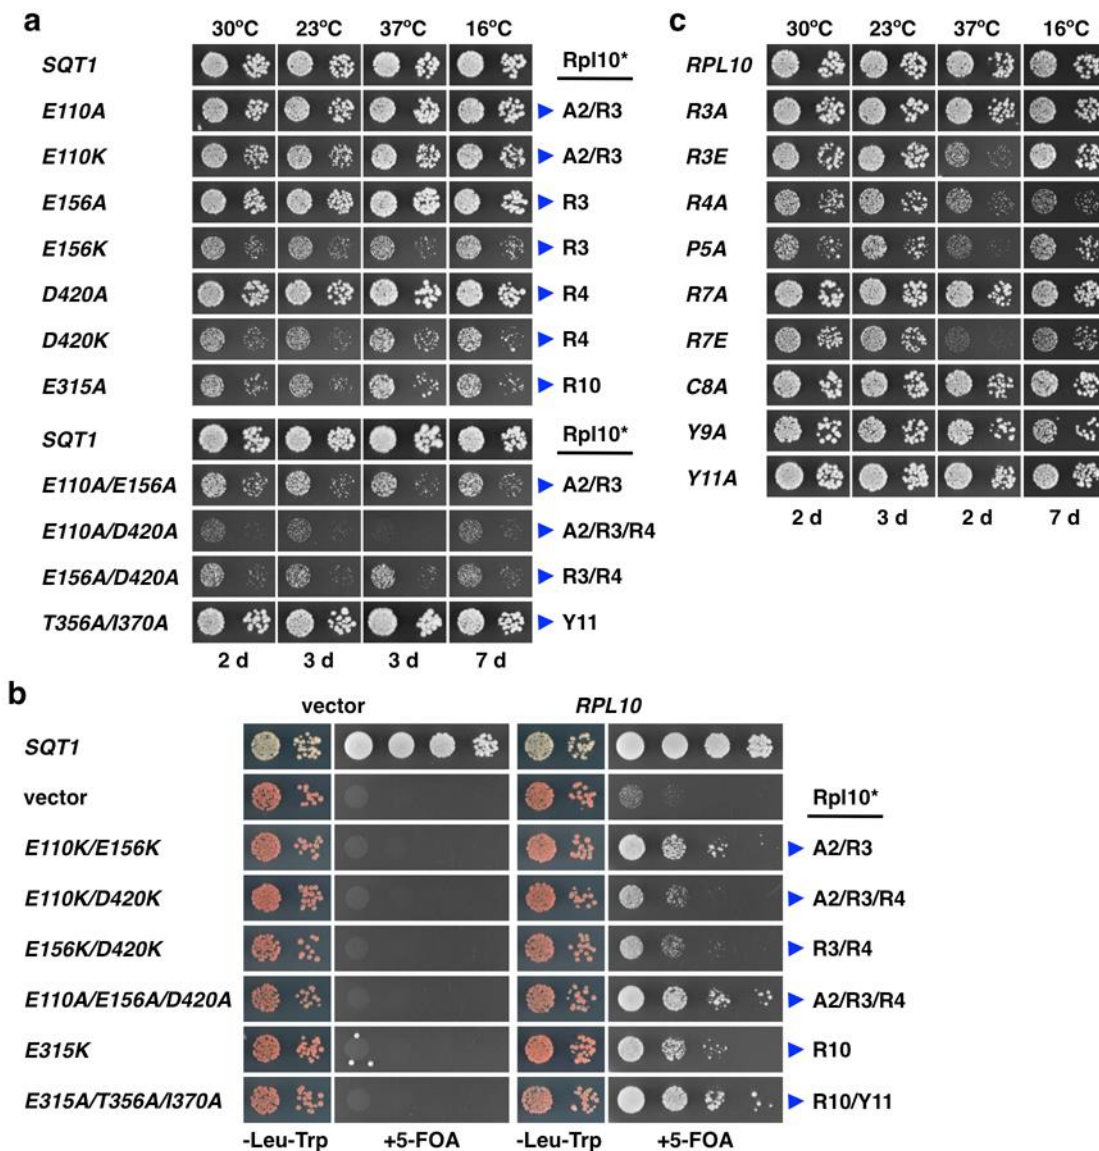 a
30°C 23°C 37°C 16°C
SQT1 Rpl10*
E110A A2/R3
E110K A2/R3
E156A R3
E156K R3
D420A R4
D420K R4
E315A R10
SQT1 Rpl10*
E110A/E156A A2/R3
E110A/D420A A2/R3/R4
E156A/D420A R3/R4
T356A/I370A Y11
2 d 3 d 3 d 7 d
c
30°C 23°C 37°C 16°C
RPL10
R3A
R3E
R4A
P5A
R7A
R7E
C8A
Y9A
Y11A
2 d 3 d 2 d 7 d
b
vector RPL10
SQT1
vector Rpl10*
E110K/E156K A2/R3
E110K/D420K A2/R3/R4
E156K/D420K R3/R4
E110A/E156A/D420A A2/R3/R4
E315K R10
E315A/T356A/I370A R10/Y11
-Leu-Trp +5-FOA -Leu-Trp +5-FOA